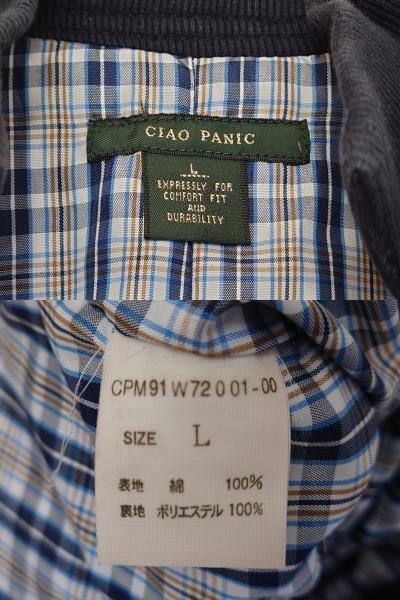 CIAO PANIC
L
EXPRESSLY FOR
COMFORT FIT
AND
DURABILITY
CPM91W72001-00
SIZE L
表地 綿 100%
裏地 ポリエステル 100%